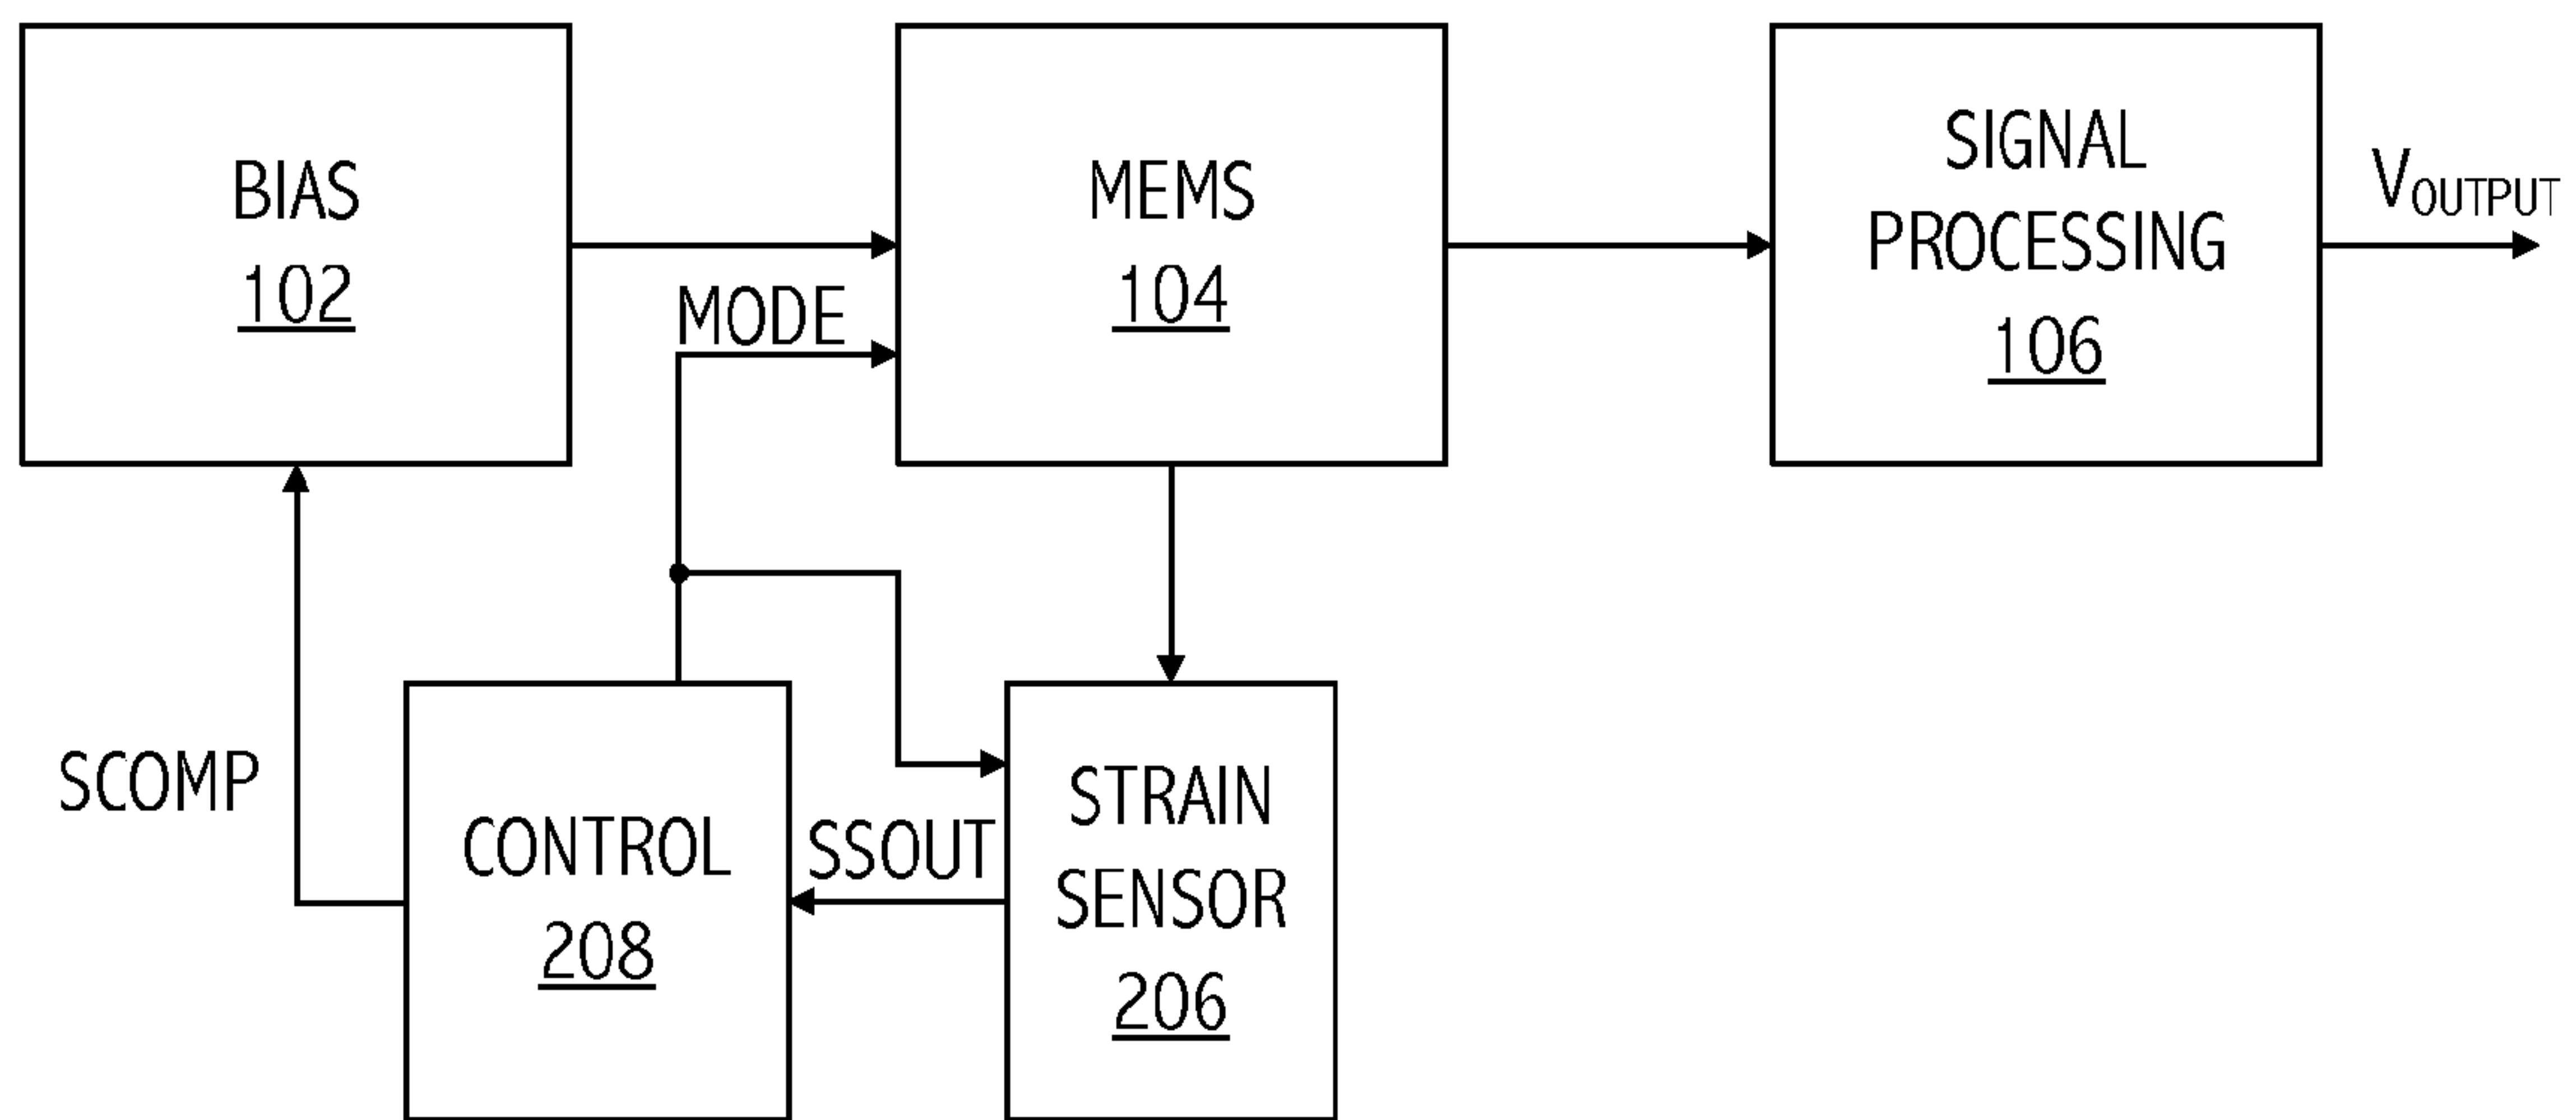 BIAS
102
MEMS
104
SIGNAL
PROCESSING
106
VOUTPUT
MODE
SCOMP
CONTROL
208
SSOUT
STRAIN
SENSOR
206